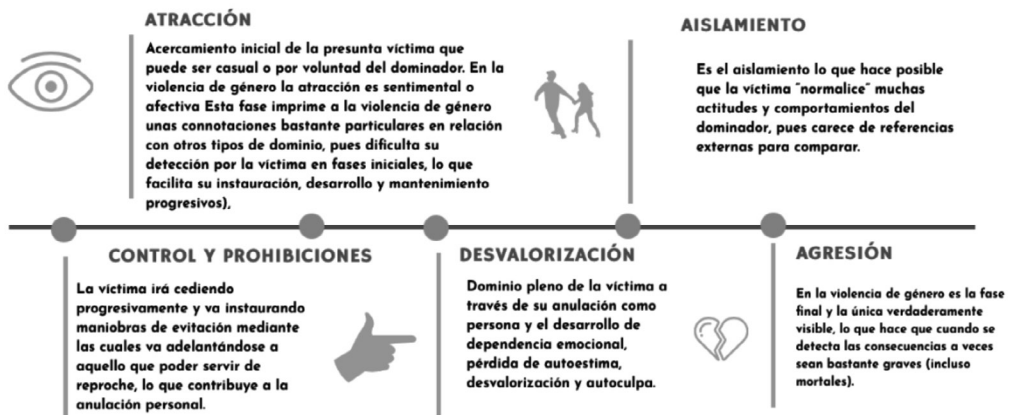 ATRACCIÓN
Acercamiento inicial de la presunta víctima que
puede ser casual o por voluntad del dominador. En la
violencia de género la atracción es sentimental o
afectiva Esta fase imprime a la violencia de género
unas connotaciones bastante particulares en relación
con otros tipos de dominio, pues dificulta su
detección por la víctima en fases iniciales, lo que
facilita su instauración, desarrollo y mantenimiento
progresivos),
AISLAMIENTO
Es el aislamiento lo que hace posible
que la víctima "normalice" muchas
actitudes y comportamientos del
dominador, pues carece de referencias
externas para comparar.
CONTROL Y PROHIBICIONES
La víctima irá cediendo
progresivamente y va instaurando
maniobras de evitación mediante
las cuales va adelantándose a
aquello que poder servir de
reproche, lo que contribuye a la
anulación personal.
DESVALORIZACIÓN
Dominio pleno de la víctima a
través de su anulación como
persona y el desarrollo de
dependencia emocional,
pérdida de autoestima,
desvalorización y autoculpa.
AGRESIÓN
En la violencia de género es la fase
final y la única verdaderamente
visible, lo que hace que cuando se
detecta las consecuencias a veces
sean bastante graves (incluso
mortales).